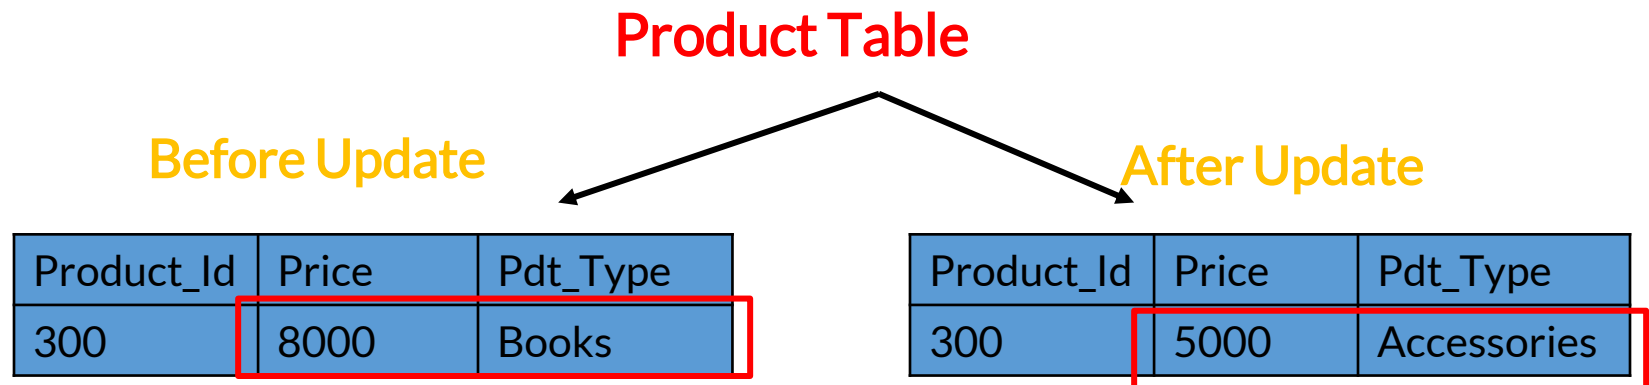 Product Table
Before Update
After Update
Product_Id Price Pdt_Type
300 8000 Books
Product_Id Price Pdt_Type
300 5000 Accessories